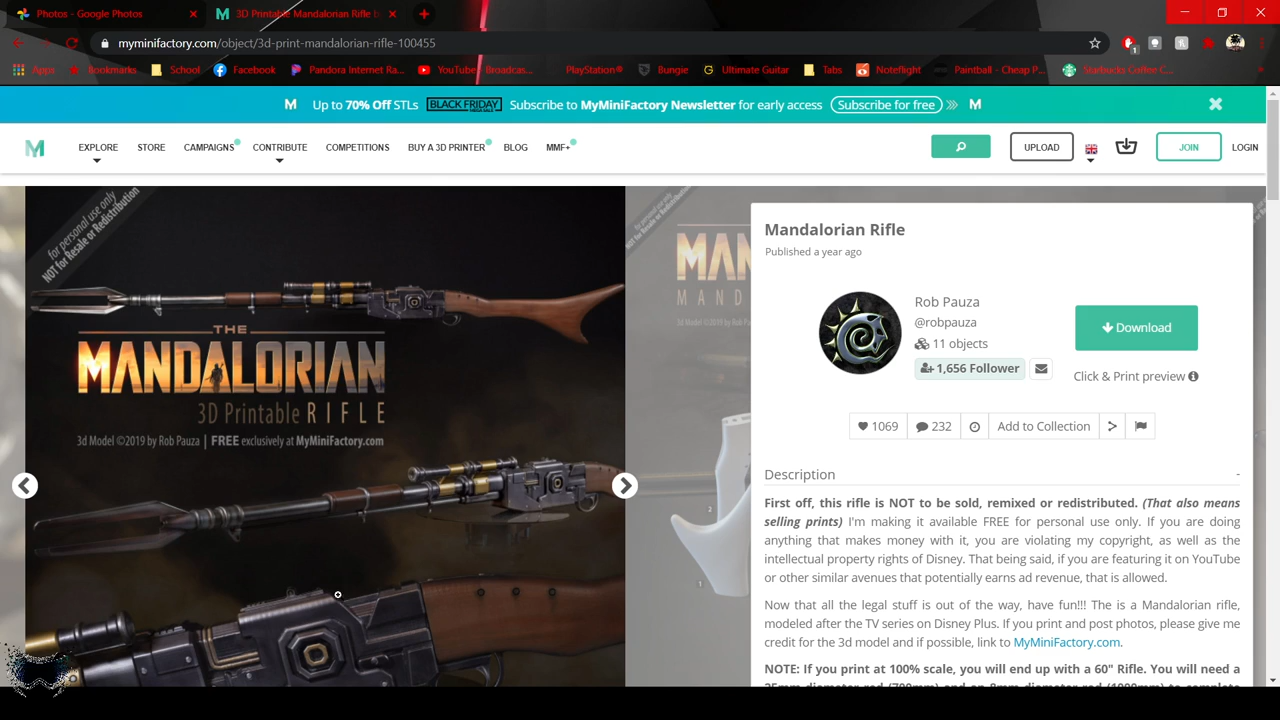 Photos - Google Photos
3D Printable Mandalorian Rifle b
myminifactory.com/object/3d-print-mandalorian-rifle-100455
Apps
Bookmarks
School
Facebook
Pandora Internet Ra...
YouTube - Broadcas...
PlayStation®
Bungie
Ultimate Guitar
Tabs
Noteflight
Paintball - Cheap P...
Starbucks Coffee C...
Up to 70% Off STLs BLACK FRIDAY Subscribe to MyMiniFactory Newsletter for early access Subscribe for free
EXPLORE STORE CAMPAIGNS CONTRIBUTE COMPETITIONS BUY A 3D PRINTER BLOG MMF+ UPLOAD JOIN LOGIN
for personal use only
NOT for Resale or Redistribution
THE
MANDALORIAN
3D Printable RIFLE
3d Model ©2019 by Rob Pauza | FREE exclusively at MyMiniFactory.com
Mandalorian Rifle
Published a year ago
Rob Pauza
@robpauza
11 objects
1,656 Follower
Download
Click & Print preview
1069
232
Add to Collection
Description
-
First off, this rifle is NOT to be sold, remixed or redistributed. (That also means
selling prints) I'm making it available FREE for personal use only. If you are doing
anything that makes money with it, you are violating my copyright, as well as the
intellectual property rights of Disney. That being said, if you are featuring it on YouTube
or other similar avenues that potentially earns ad revenue, that is allowed.
Now that all the legal stuff is out of the way, have fun!!! The is a Mandalorian rifle,
modeled after the TV series on Disney Plus. If you print and post photos, please give me
credit for the 3d model and if possible, link to MyMiniFactory.com.
NOTE: If you print at 100% scale, you will end up with a 60" Rifle. You will need a